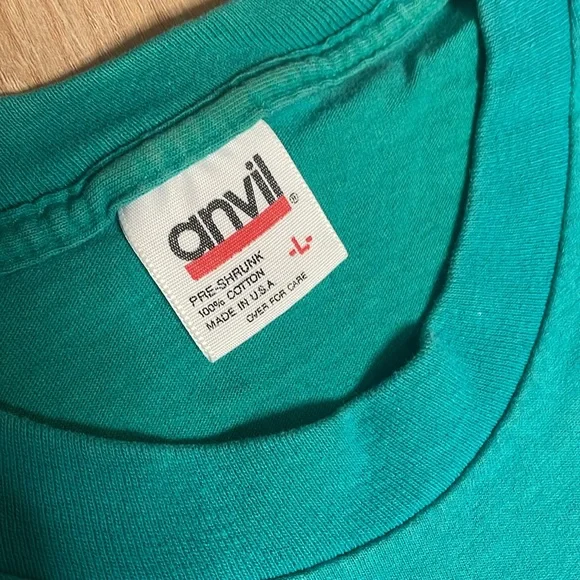 anvil®
-L-
PRE-SHRUNK
100% COTTON
MADE IN U.S.A
OVER FOR CARE